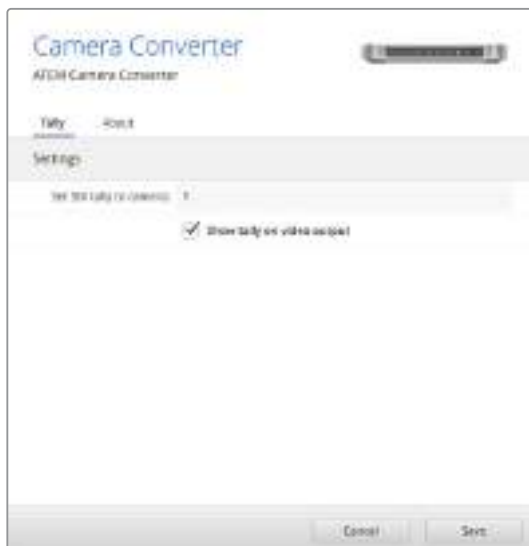 Camera Converter
ATEM Camera Converter
Tally About
Settings
Set SDI tally to camera:
Show tally on video output
Cancel Save